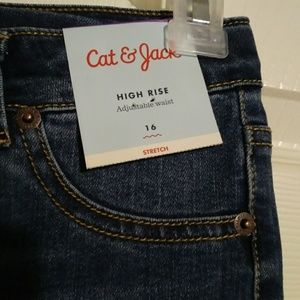 Cat & Jack
HIGH RISE
Adjustable waist
16
STRETCH